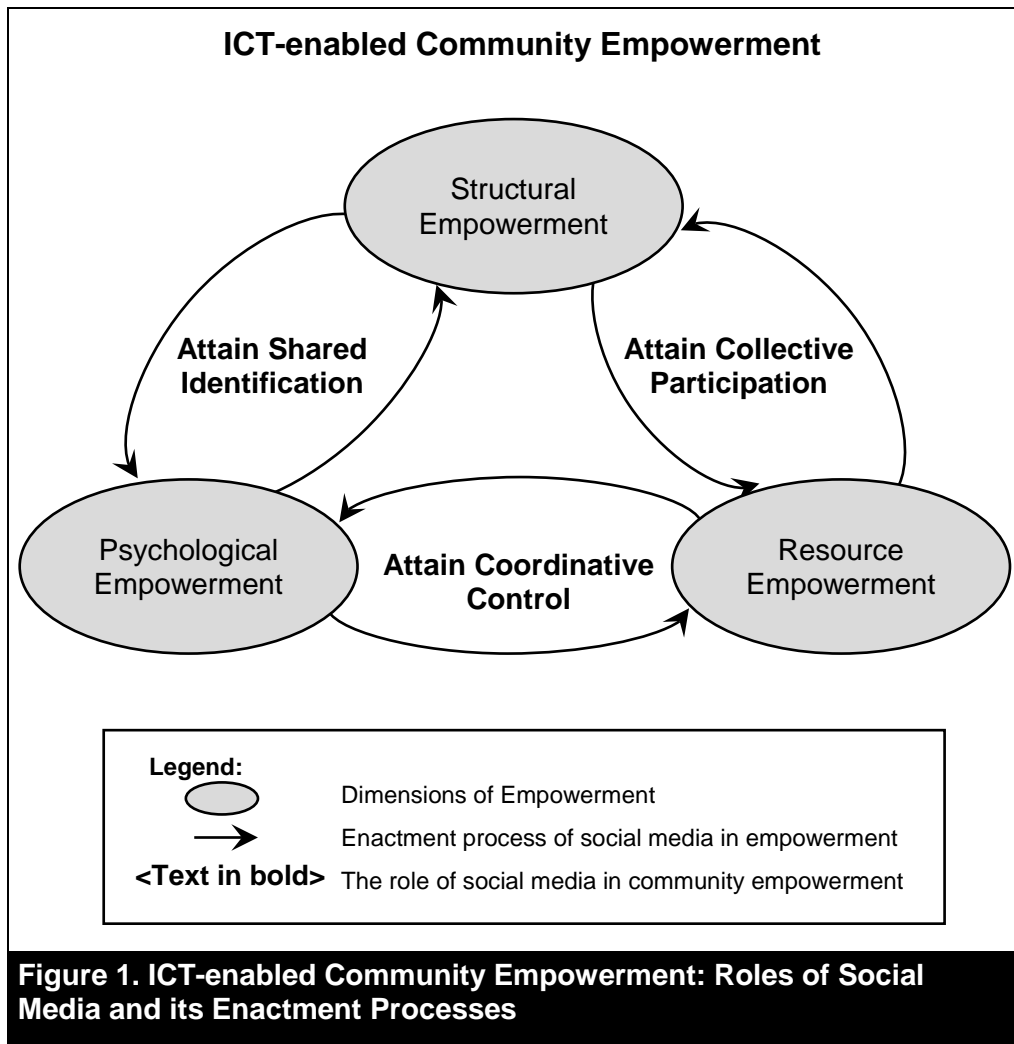 ICT-enabled Community Empowerment
Structural
Empowerment
Attain Shared
Identification
Attain Collective
Participation
Psychological
Empowerment
Attain Coordinative
Control
Resource
Empowerment
Legend:
Dimensions of Empowerment
Enactment process of social media in empowerment
<Text in bold> The role of social media in community empowerment
Figure 1. ICT-enabled Community Empowerment: Roles of Social
Media and its Enactment Processes